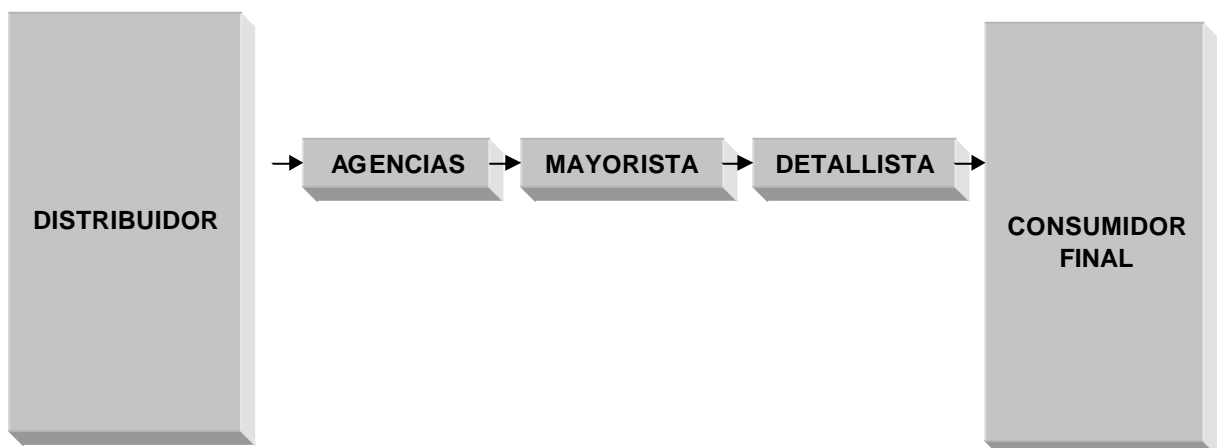 DISTRIBUIDOR
AGENCIAS
MAYORISTA
DETALLISTA
CONSUMIDOR
FINAL